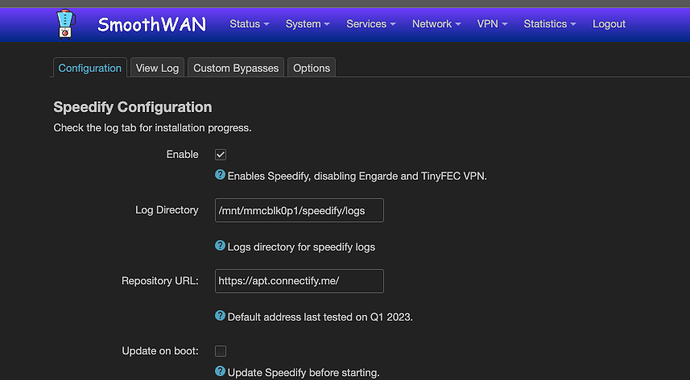 SmoothWAN Status System Services Network VPN Statistics Logout
Configuration View Log Custom Bypasses Options
Speedify Configuration
Check the log tab for installation progress.
Enable
Enables Speedify, disabling Engarde and TinyFEC VPN.
Log Directory /mnt/mmcblk0p1/speedify/logs
Logs directory for speedify logs
Repository URL: https://apt.connectify.me/
Default address last tested on Q1 2023.
Update on boot:
Update Speedify before starting.